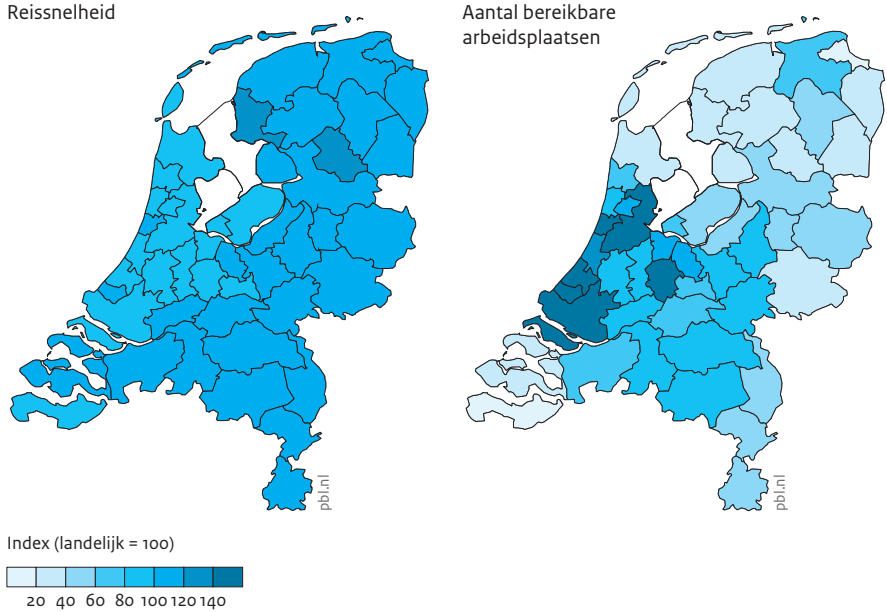 Reissnelheid
Aantal bereikbare
arbeidsplaatsen
pbl.nl
pbl.nl
Index (landelijk = 100)
20 40 60 80 100 120 140